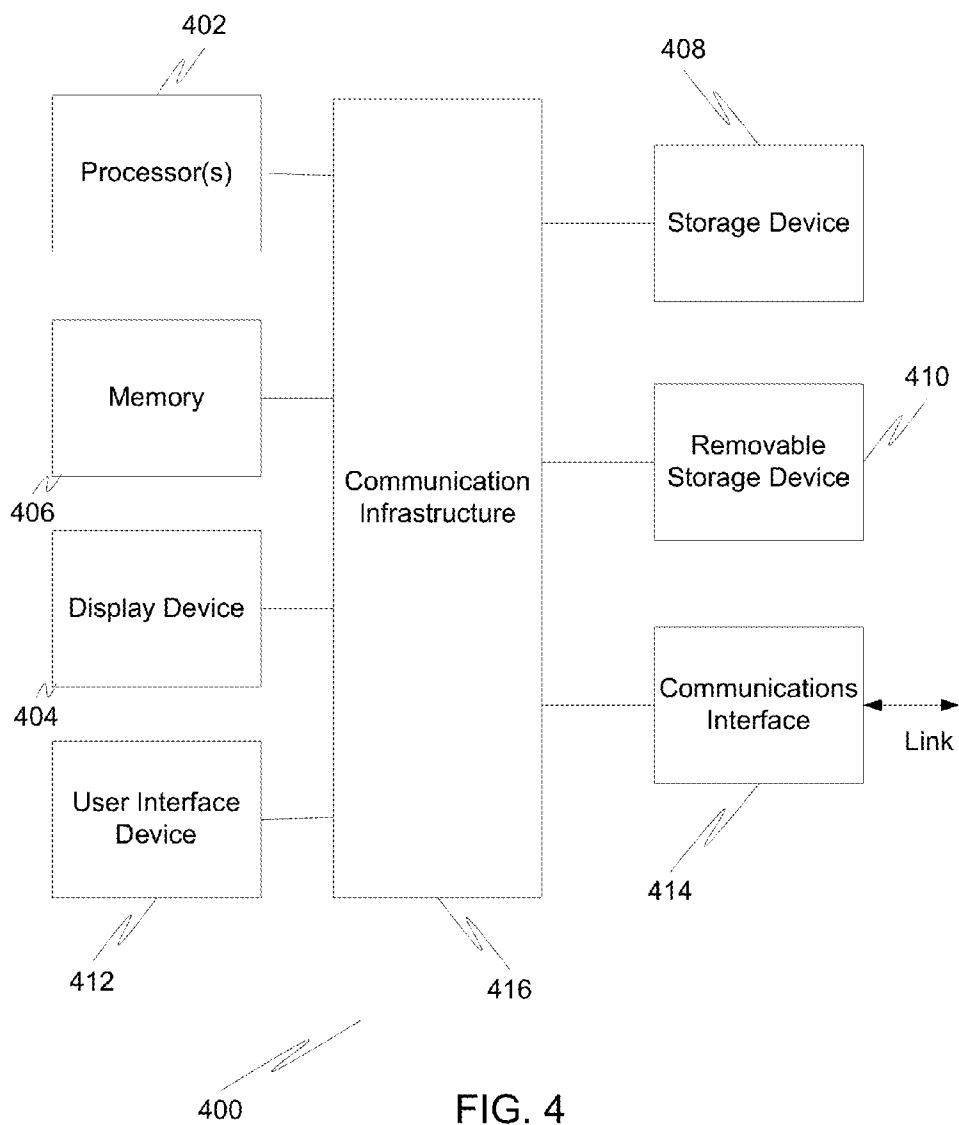 402
408
Processor(s)
Storage Device
Memory
410
Removable
Storage Device
406
Communication
Infrastructure
Display Device
404
Communications
Interface
Link
User Interface
Device
414
412
416
400
FIG. 4